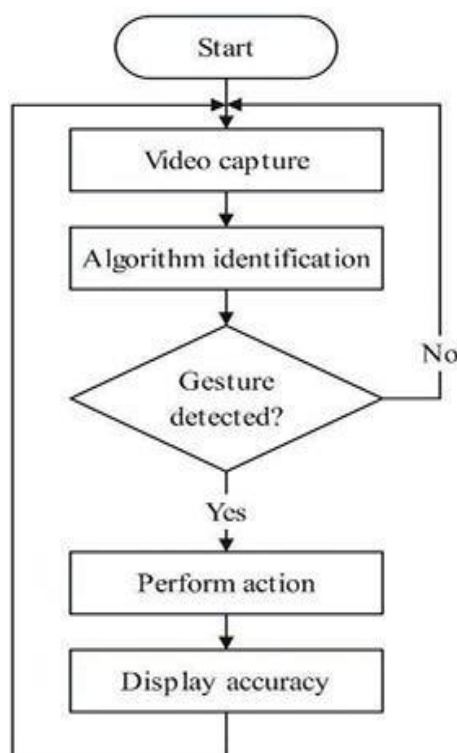 Start
Video capture
Algorithm identification
Gesture
detected?
No
Yes
Perform action
Display accuracy